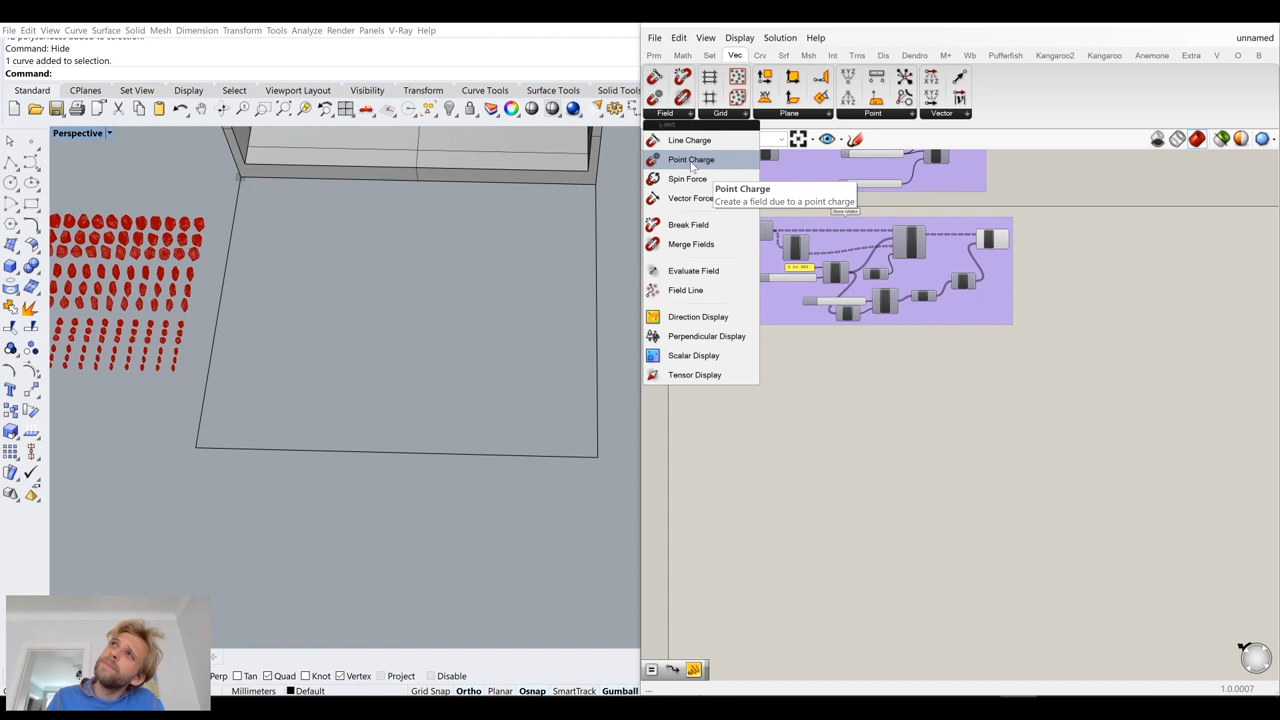 File Edit View Curve Surface Solid Mesh Dimension Transform Tools Analyze Render Panels V-Ray Help
Command: Hide
1 curve added to selection.
Command:
Standard CPlanes Set View Display Select Viewport Layout Visibility Transform Curve Tools Surface Tools Solid Tools
Perspective
Perp Tan Quad Knot Vertex Project Disable
Millimeters Default Grid Snap Ortho Planar Osnap SmartTrack Gumball
File Edit View Display Solution Help unnamed
Prm Math Set Vec Crv Srf Msh Int Trns Dis Dendro M+ Wb Pufferfish Kangaroo2 Kangaroo Anemone Extra V O B
Field Grid Plane Point Vector
Line Charge
Point Charge
Spin Force
Vector Force
Break Field
Merge Fields
Evaluate Field
Field Line
Direction Display
Perpendicular Display
Scalar Display
Tensor Display
Point Charge
Create a field due to a point charge
...
1.0.0007